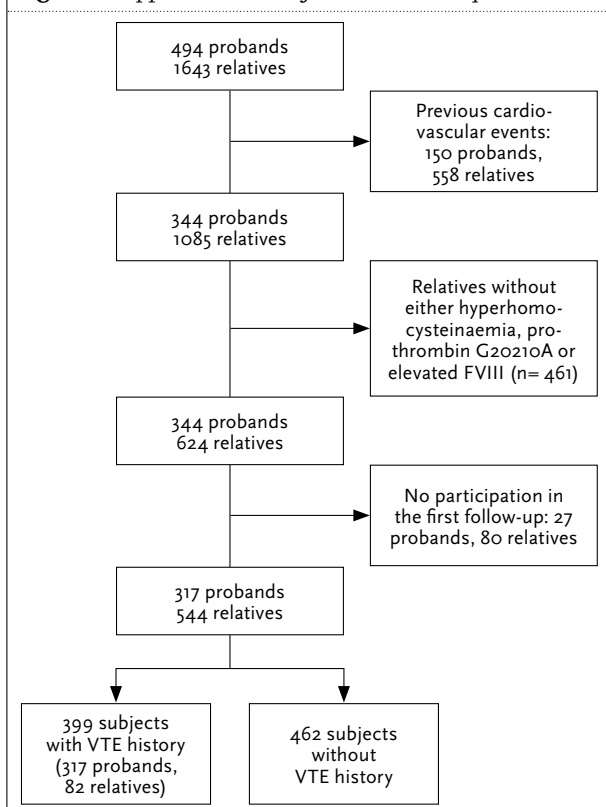 494 probands
1643 relatives
Previous cardio-
vascular events:
150 probands,
558 relatives
344 probands
1085 relatives
Relatives without
either hyperhomo-
cysteinaemia, pro-
thrombin G20210A or
elevated FVIII (n= 461)
344 probands
624 relatives
No participation in
the first follow-up: 27
probands, 80 relatives
317 probands
544 relatives
399 subjects
with VTE history
(317 probands,
82 relatives)
462 subjects
without
VTE history